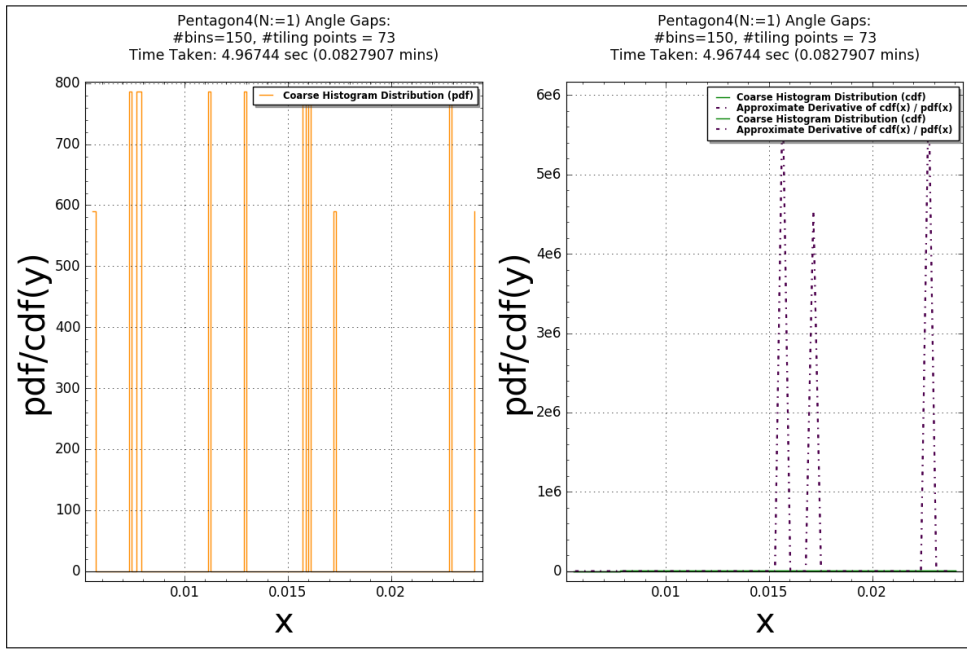 Pentagon4(N:=1) Angle Gaps:
#bins=150, #tiling points = 73
Time Taken: 4.96744 sec (0.0827907 mins)
800
700
600
500
400
300
200
100
0
0.01
0.015
0.02
pdf/cdf(y)
x
Coarse Histogram Distribution (pdf)
Pentagon4(N:=1) Angle Gaps:
#bins=150, #tiling points = 73
Time Taken: 4.96744 sec (0.0827907 mins)
6e6
5e6
4e6
3e6
2e6
1e6
0
0.01
0.015
0.02
pdf/cdf(y)
x
Coarse Histogram Distribution (cdf)
Approximate Derivative of cdf(x) / pdf(x)
Coarse Histogram Distribution (cdf)
Approximate Derivative of cdf(x) / pdf(x)